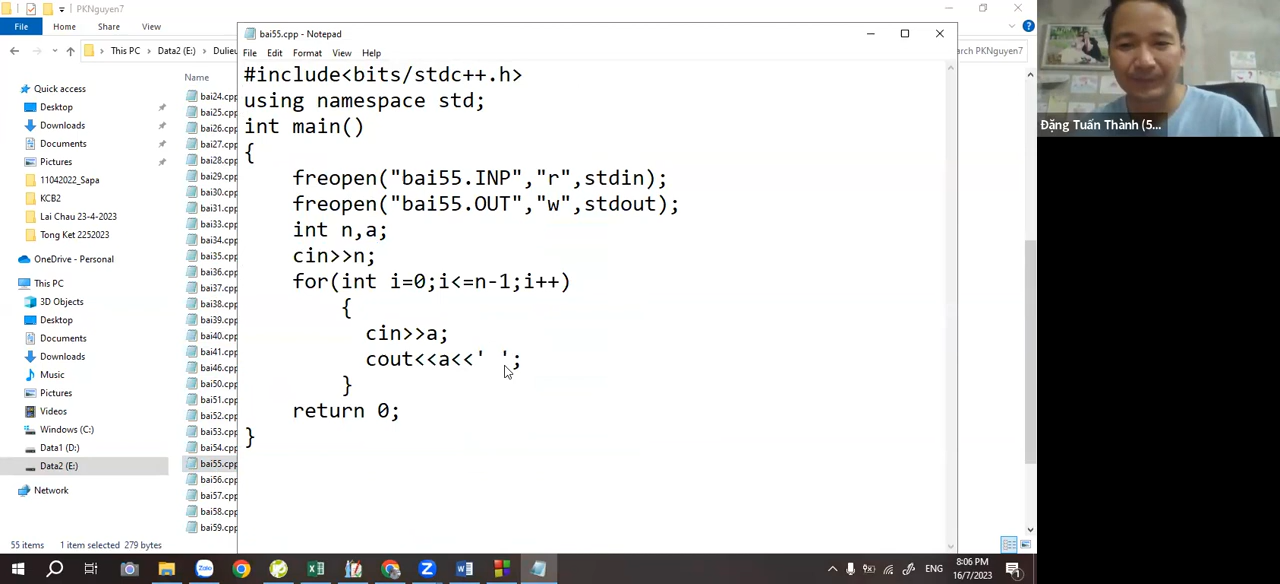 PKNguyen7
File Home Share View
This PC Data2 (E:) Dulieu
arch PKNguyen7
bai55.cpp - Notepad
File Edit Format View Help
#include<bits/stdc++.h>
using namespace std;
int main()
{
freopen("bai55.INP","r",stdin);
freopen("bai55.OUT","w",stdout);
int n,a;
cin>>n;
for(int i=0;i<=n-1;i++)
{
cin>>a;
cout<<a<<' ';
}
return 0;
}
Quick access
Desktop
Downloads
Documents
Pictures
11042022_Sapa
KCB2
Lai Chau 23-4-2023
Tong Ket 2252023
OneDrive - Personal
This PC
3D Objects
Desktop
Documents
Downloads
Music
Pictures
Videos
Windows (C:)
Data1 (D:)
Data2 (E:)
Network
Name
bai24.cpp
bai25.cpp
bai26.cpp
bai27.cpp
bai28.cpp
bai29.cpp
bai30.cpp
bai31.cpp
bai33.cpp
bai34.cpp
bai35.cpp
bai36.cpp
bai37.cpp
bai38.cpp
bai39.cpp
bai40.cpp
bai41.cpp
bai46.cpp
bai50.cpp
bai51.cpp
bai52.cpp
bai53.cpp
bai54.cpp
bai55.cpp
bai56.cpp
bai57.cpp
bai58.cpp
bai59.cpp
55 items 1 item selected 279 bytes
Đặng Tuấn Thành (5...
Zalo
ENG
8:06 PM
16/7/2023
1